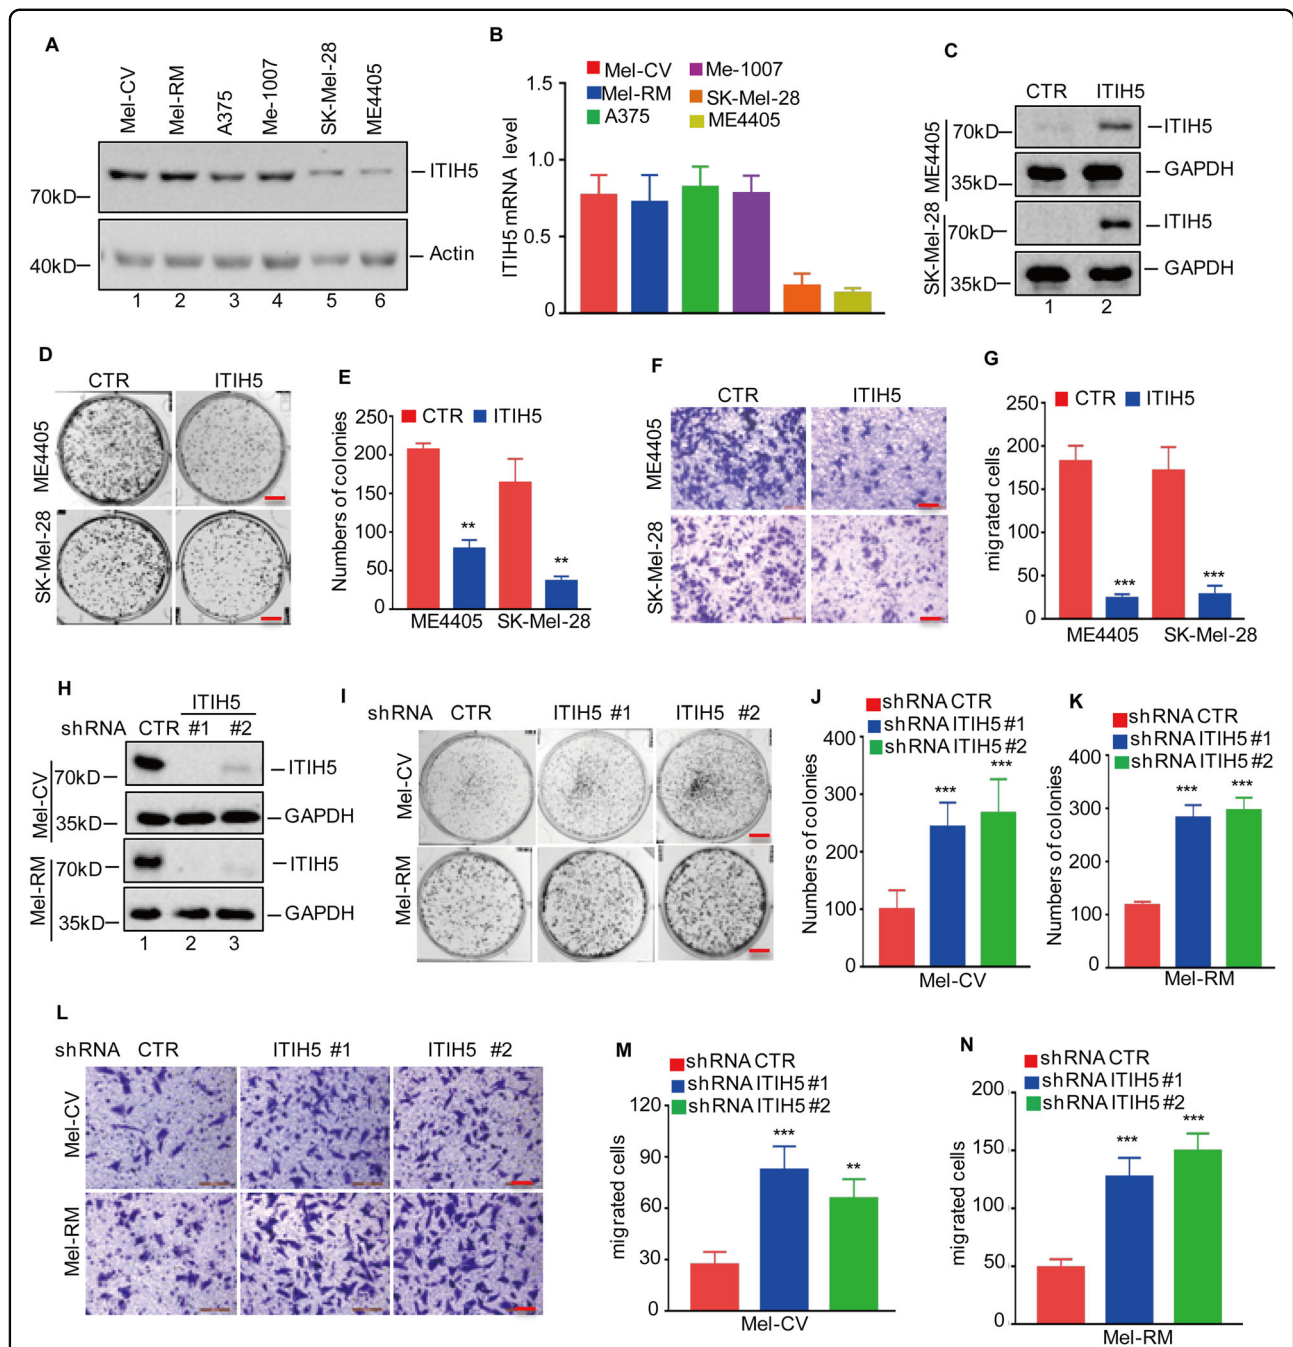 A
Mel-CV
Mel-RM
A375
Me-1007
SK-Mel-28
ME4405
70kD
ITIH5
40kD
Actin
1 2 3 4 5 6
B
Mel-CV
Mel-RM
A375
Me-1007
SK-Mel-28
ME4405
ITIH5 mRNA level
1.5
1.0
0.5
0
C
CTR ITIH5
ME4405
70kD
ITIH5
35kD
GAPDH
SK-Mel-28
70kD
ITIH5
35kD
GAPDH
1 2
D
CTR ITIH5
ME4405
SK-Mel-28
E
CTR ITIH5
Numbers of colonies
250
200
150
100
50
0
**
**
ME4405 SK-Mel-28
F
CTR ITIH5
ME4405
SK-Mel-28
G
CTR ITIH5
migrated cells
250
200
150
100
50
0
***
***
ME4405 SK-Mel-28
H
ITIH5
shRNA CTR #1 #2
Mel-CV
70kD
ITIH5
35kD
GAPDH
Mel-RM
70kD
ITIH5
35kD
GAPDH
1 2 3
I
shRNA CTR ITIH5 #1 ITIH5 #2
Mel-CV
Mel-RM
J
shRNA CTR
shRNA ITIH5 #1
shRNA ITIH5 #2
Numbers of colonies
400
300
200
100
0
***
***
Mel-CV
K
shRNA CTR
shRNA ITIH5 #1
shRNA ITIH5 #2
Numbers of colonies
400
300
200
100
0
***
***
Mel-RM
L
shRNA CTR ITIH5 #1 ITIH5 #2
Mel-CV
Mel-RM
M
shRNA CTR
shRNA ITIH5 #1
shRNA ITIH5 #2
migrated cells
120
90
60
30
0
***
**
Mel-CV
N
shRNA CTR
shRNA ITIH5 #1
shRNA ITIH5 #2
migrated cells
200
150
100
50
0
***
***
Mel-RM